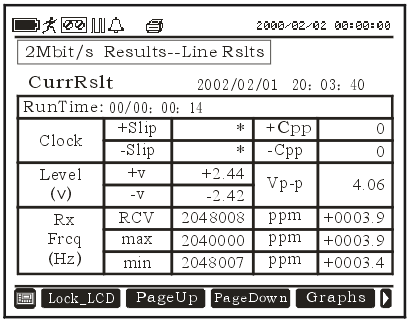 2000-02/02 00:00:00
2Mbit/s Results--Line Rslts
CurrRslt 2002/02/01 20: 03: 40
RunTime: 00/00: 00: 14
Clock +Slip * +Cpp 0
-Slip * -Cpp 0
Level (v) +v +2.44 Vp-p 4.06
-v -2.42
Rx Frcq (Hz) RCV 2048008 ppm +0003.9
max 2040000 ppm +0003.9
min 2048007 ppm +0003.4
Lock_LCD PageUp PageDown Graphs